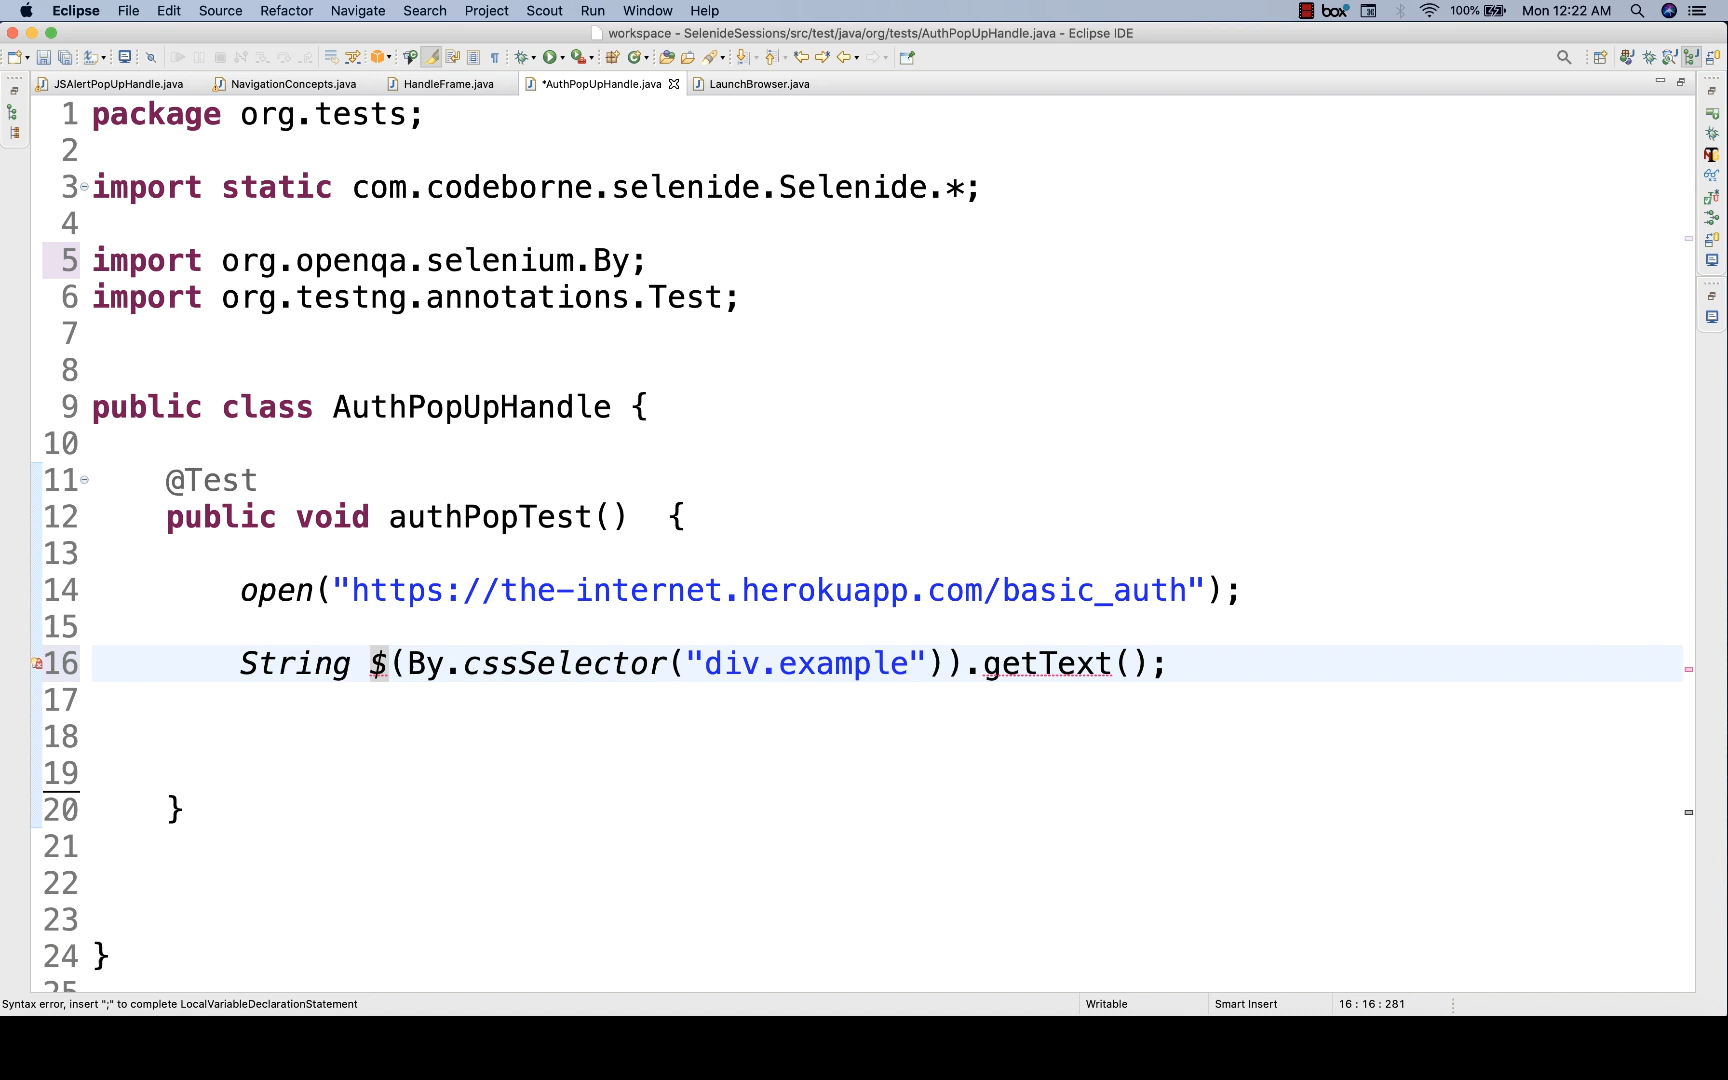 Eclipse File Edit Source Refactor Navigate Search Project Scout Run Window Help box 100% Mon 12:22 AM
workspace - SelenideSessions/src/test/java/org/tests/AuthPopUpHandle.java - Eclipse IDE
JSAlertPopUpHandle.java NavigationConcepts.java HandleFrame.java *AuthPopUpHandle.java LaunchBrowser.java
1 package org.tests;
2
3 import static com.codeborne.selenide.Selenide.*;
4
5 import org.openqa.selenium.By;
6 import org.testng.annotations.Test;
7
8
9 public class AuthPopUpHandle {
10
11 @Test
12 public void authPopTest() {
13
14 open("https://the-internet.herokuapp.com/basic_auth");
15
16 String $(By.cssSelector("div.example")).getText();
17
18
19
20 }
21
22
23
24 }
25
Syntax error, insert ";" to complete LocalVariableDeclarationStatement Writable Smart Insert 16 : 16 : 281